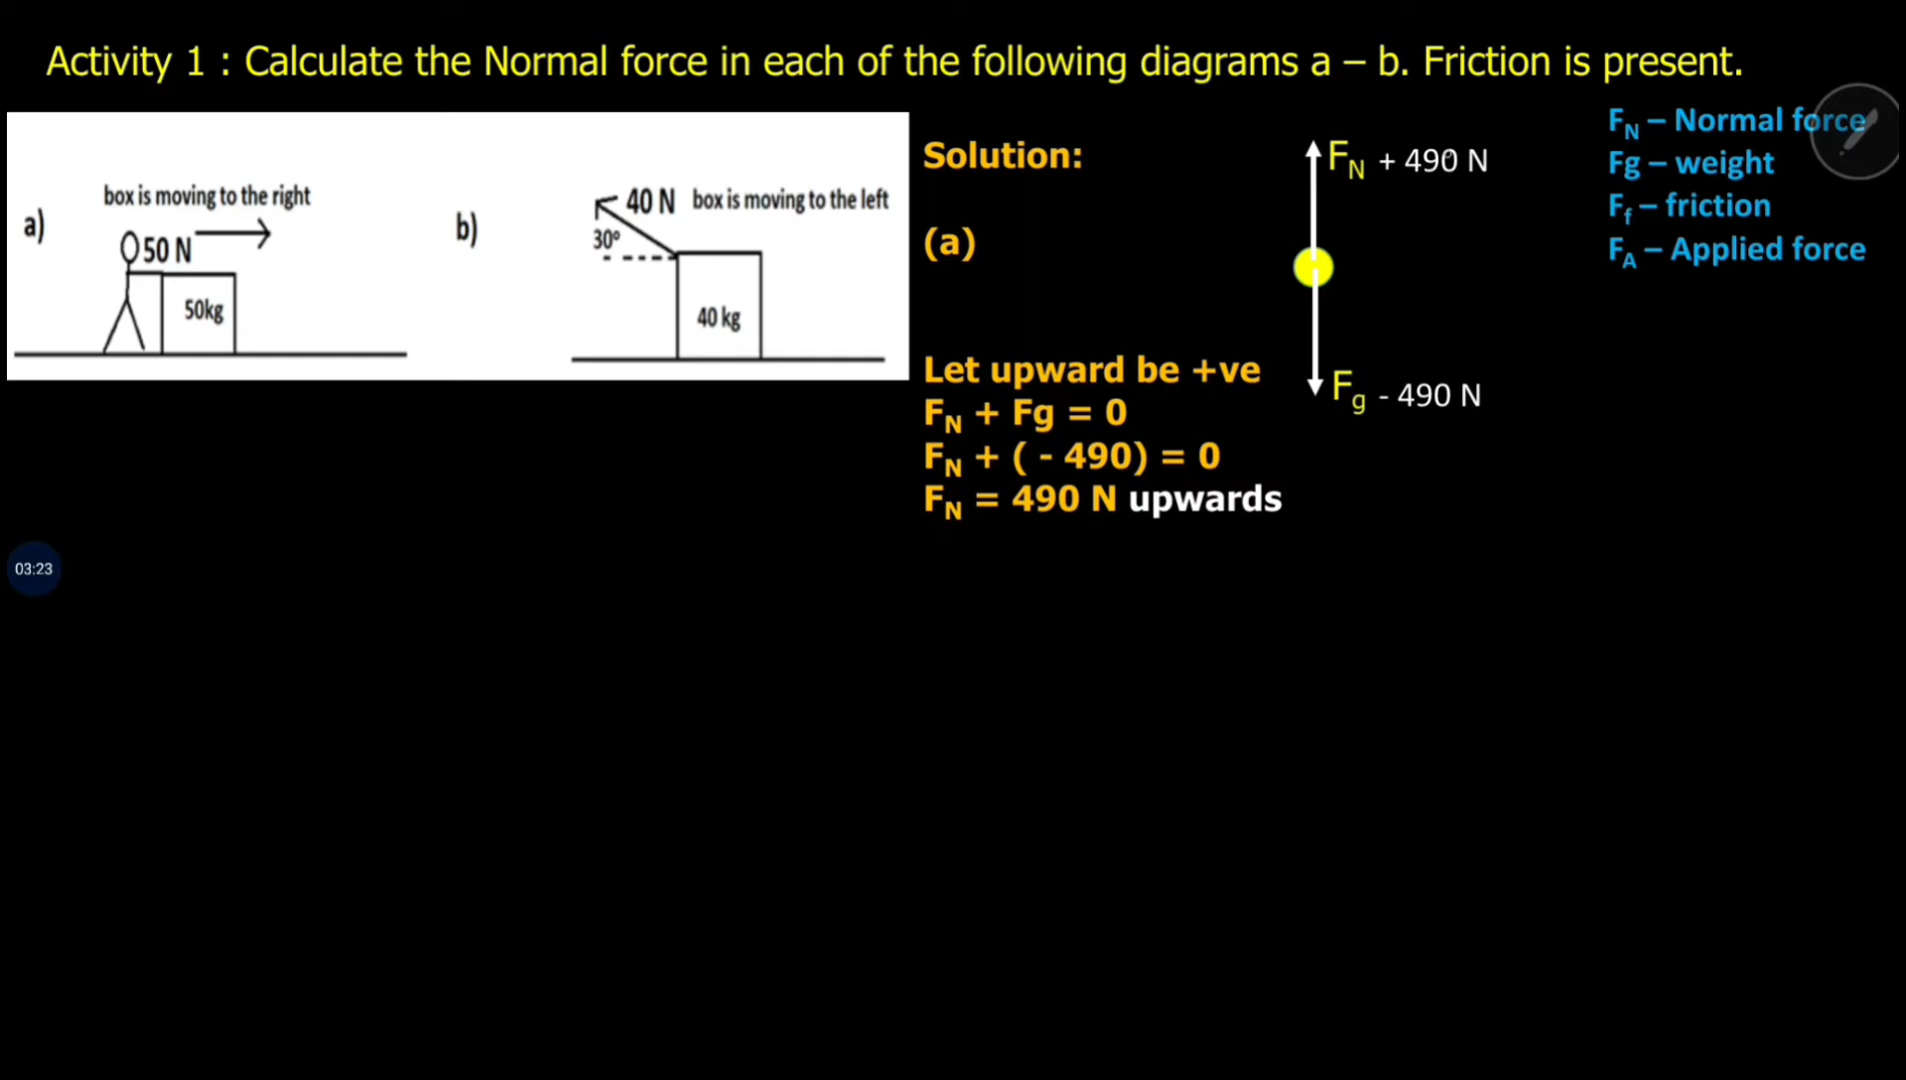 Activity 1 : Calculate the Normal force in each of the following diagrams a – b. Friction is present.
a)
box is moving to the right
50 N
50kg
b)
40 N box is moving to the left
30º
40 kg
Solution:
(a)
Let upward be +ve
FN + Fg = 0
FN + ( - 490) = 0
FN = 490 N upwards
FN + 490 N
Fg - 490 N
FN – Normal force
Fg – weight
Ff – friction
FA – Applied force
03:23